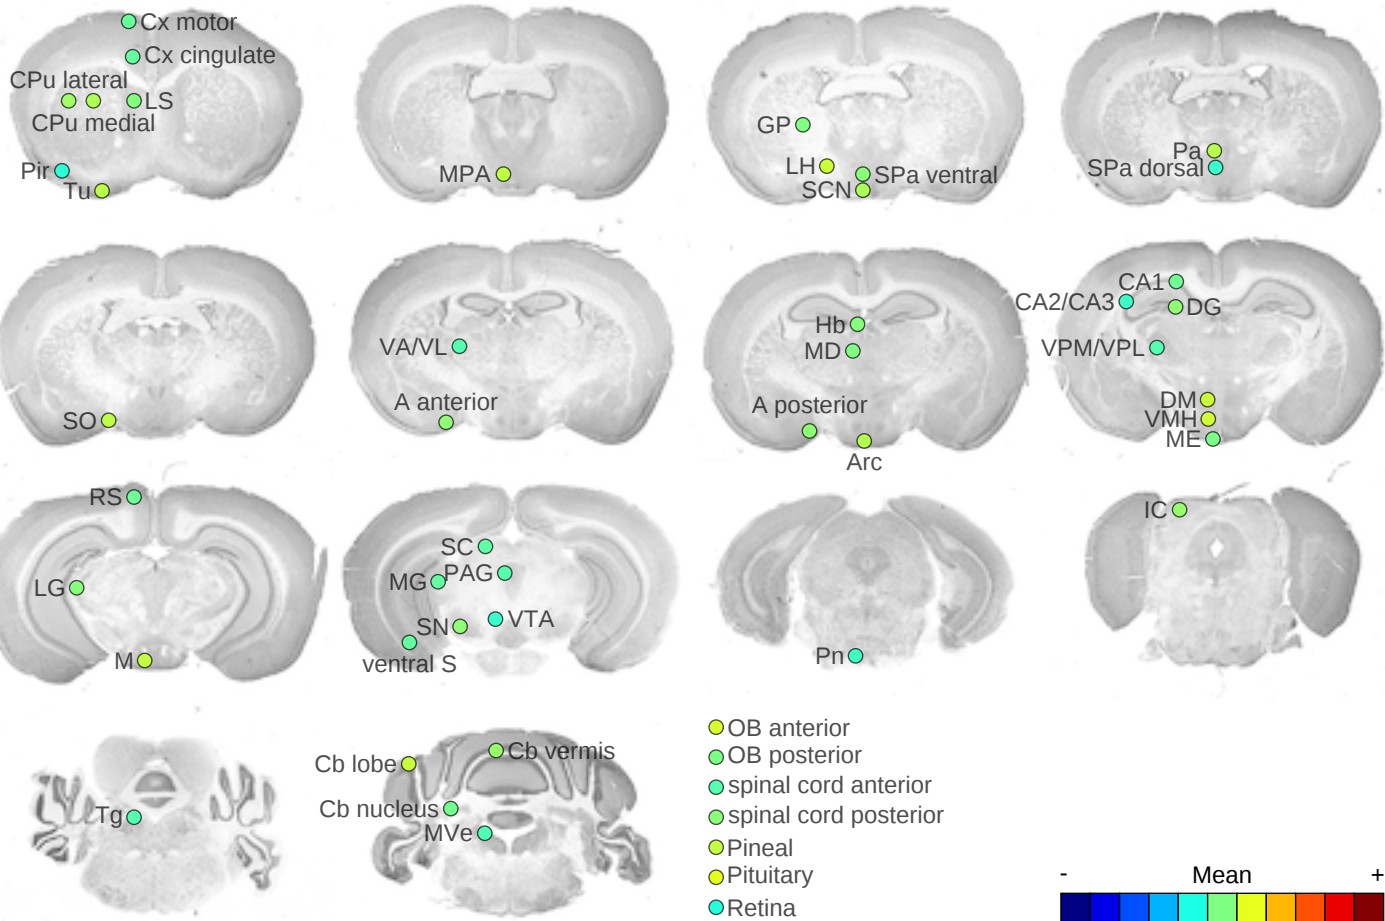 Cx motor
Cx cingulate
CPu lateral
LS
CPu medial
Pir
Tu
MPA
GP
LH
SPa ventral
SCN
Pa
SPa dorsal
SO
VA/VL
A anterior
Hb
MD
A posterior
Arc
CA1
CA2/CA3
DG
VPM/VPL
DM
VMH
ME
RS
LG
M
SC
MG
PAG
SN
VTA
ventral S
Pn
IC
Tg
Cb lobe
Cb vermis
Cb nucleus
MVe
OB anterior
OB posterior
spinal cord anterior
spinal cord posterior
Pineal
Pituitary
Retina
- Mean +